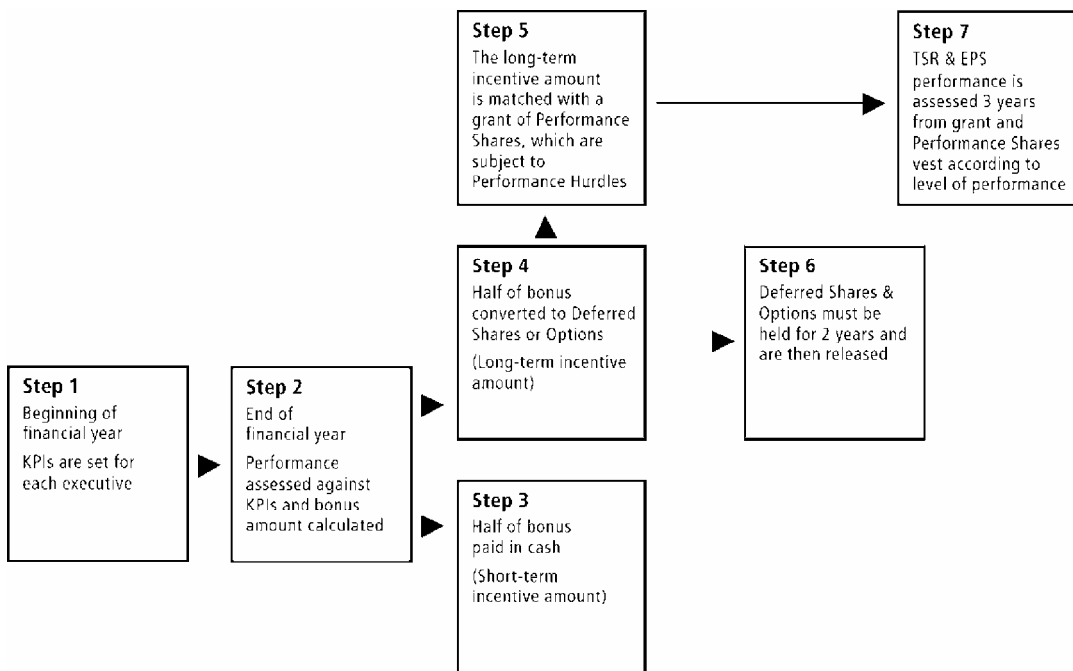 Step 5
The long-term
incentive amount
is matched with a
grant of Performance
Shares, which are
subject to
Performance Hurdles
Step 7
TSR & EPS
performance is
assessed 3 years
from grant and
Performance Shares
vest according to
level of performance
Step 4
Half of bonus
converted to Deferred
Shares or Options
(Long-term incentive
amount)
Step 6
Deferred Shares &
Options must be
held for 2 years and
are then released
Step 1
Beginning of
financial year
KPIs are set for
each executive
Step 2
End of
financial year
Performance
assessed against
KPIs and bonus
amount calculated
Step 3
Half of bonus
paid in cash
(Short-term
incentive amount)